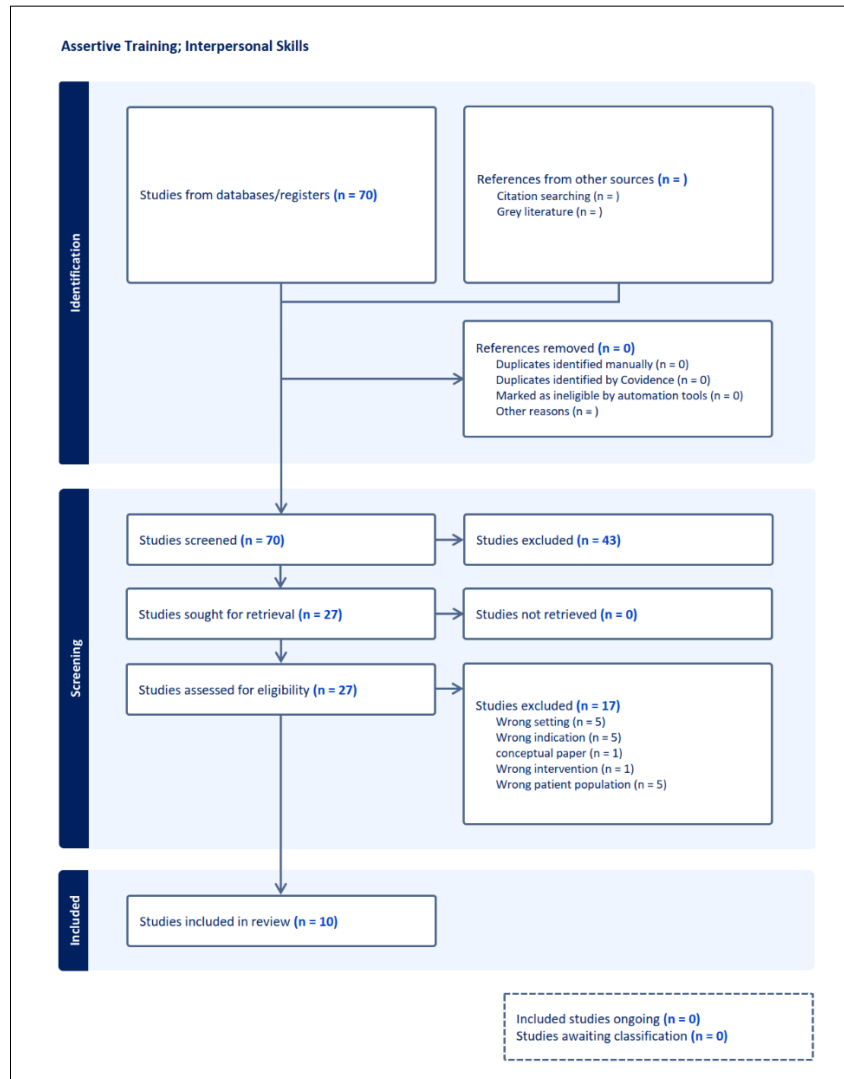 Assertive Training; Interpersonal Skills
Identification
Studies from databases/registers (n = 70)
References from other sources (n = )
Citation searching (n = )
Grey literature (n = )
References removed (n = 0)
Duplicates identified manually (n = 0)
Duplicates identified by Covidence (n = 0)
Marked as ineligible by automation tools (n = 0)
Other reasons (n = )
Screening
Studies screened (n = 70)
Studies excluded (n = 43)
Studies sought for retrieval (n = 27)
Studies not retrieved (n = 0)
Studies assessed for eligibility (n = 27)
Studies excluded (n = 17)
Wrong setting (n = 5)
Wrong indication (n = 5)
conceptual paper (n = 1)
Wrong intervention (n = 1)
Wrong patient population (n = 5)
Included
Studies included in review (n = 10)
Included studies ongoing (n = 0)
Studies awaiting classification (n = 0)